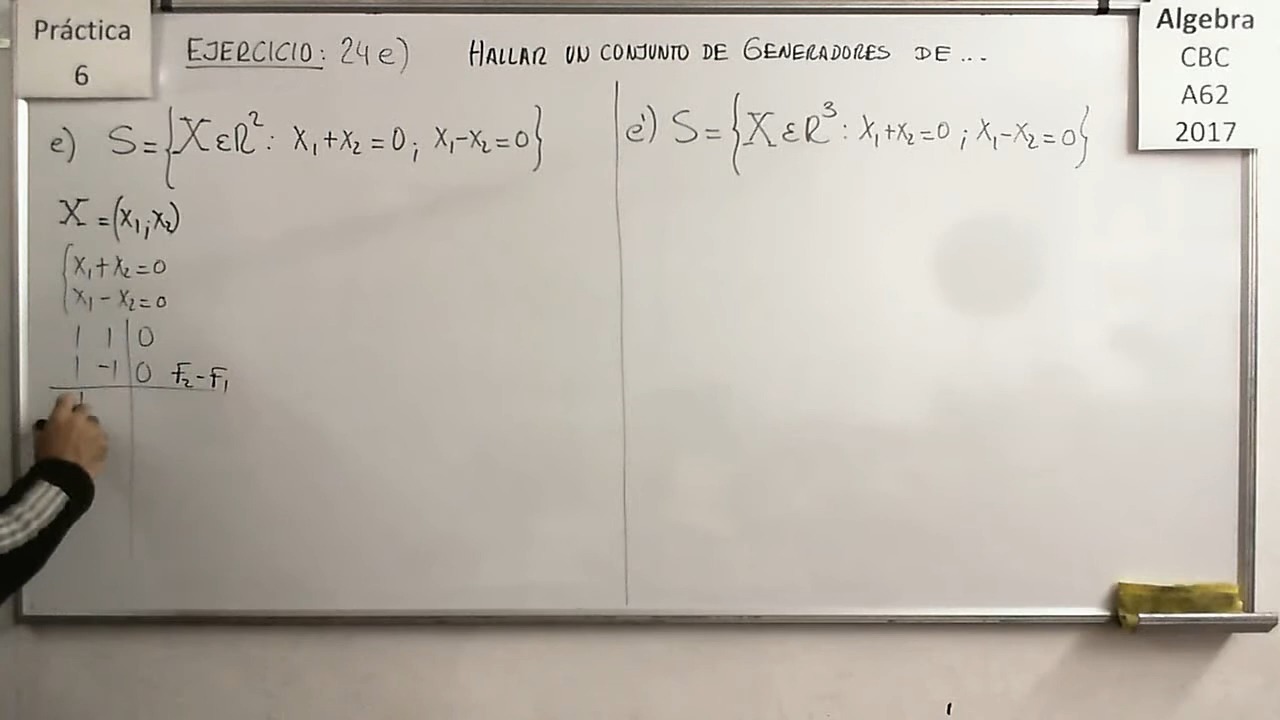 Práctica
6
EJERCICIO: 24 e) HALLAR UN CONJUNTO DE GENERADORES DE ...
Algebra
CBC
A62
2017
e) S={X ε R²: X₁+X₂=0; X₁-X₂=0}
X=(X₁;X₂)
X₁+X₂=0
X₁-X₂=0
1 1 | 0
1 -1 | 0 F₂-F₁
1
e') S={X ε R³: X₁+X₂=0; X₁-X₂=0}